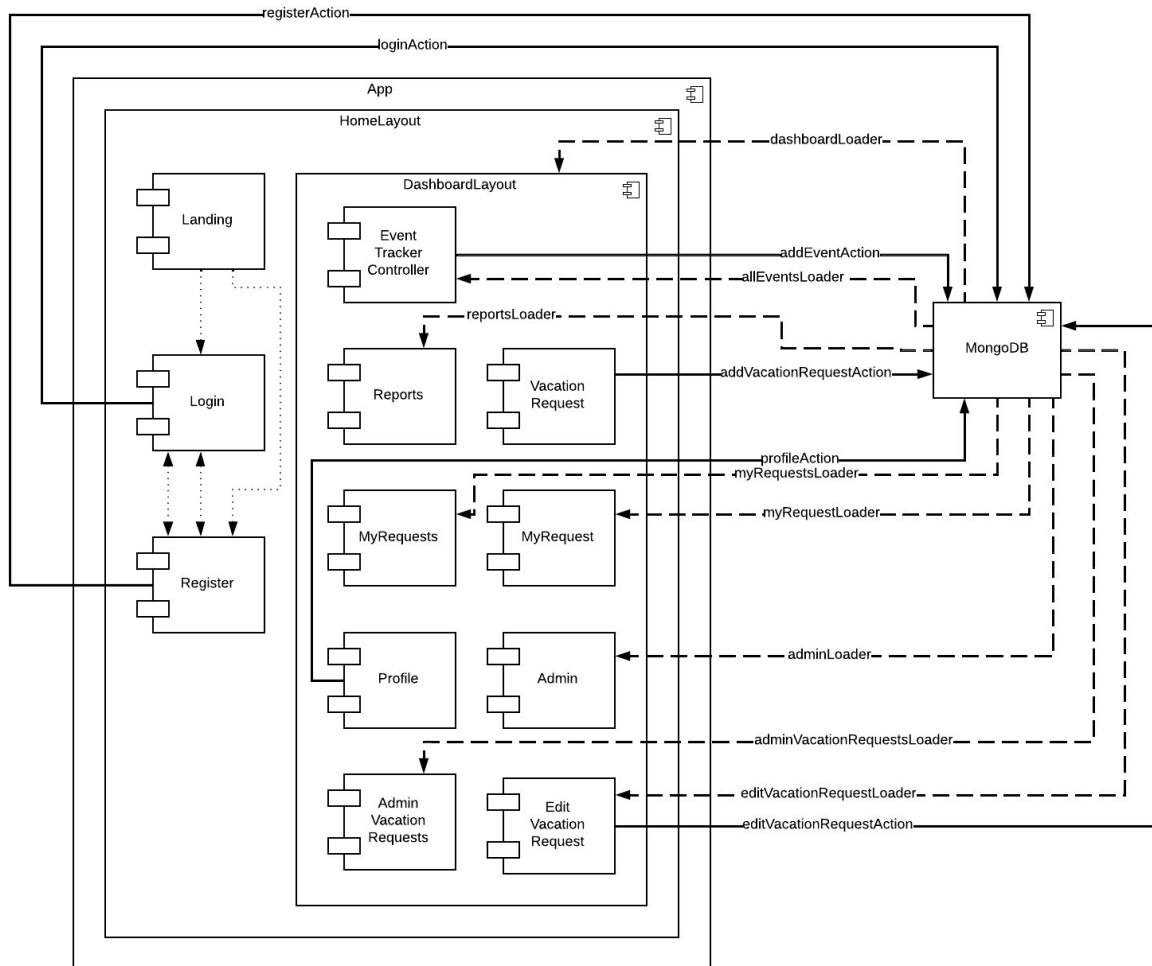 registerAction
loginAction
App
HomeLayout
dashboardLoader
DashboardLayout
Landing
Event
Tracker
Controller
addEventAction
allEventsLoader
reportsLoader
MongoDB
Reports
Vacation
Request
addVacationRequestAction
Login
profileAction
myRequestsLoader
myRequestLoader
MyRequests
MyRequest
Register
adminLoader
Profile
Admin
adminVacationRequestsLoader
editVacationRequestLoader
Admin
Vacation
Requests
Edit
Vacation
Request
editVacationRequestAction